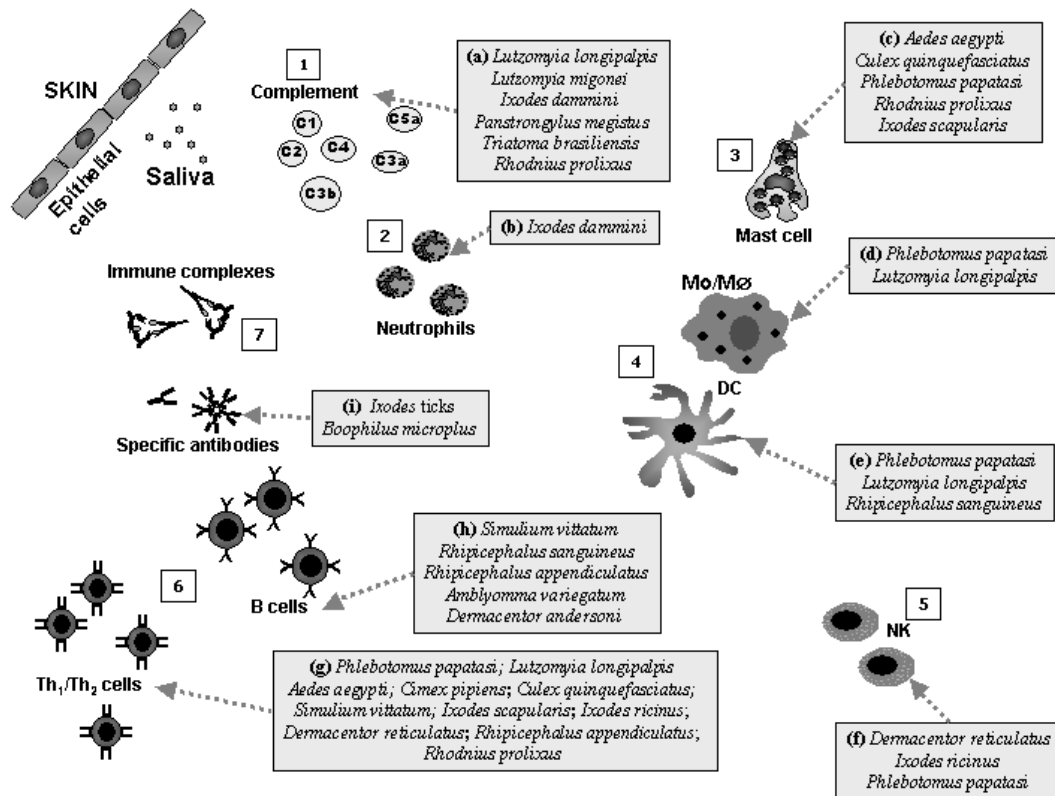 SKIN
Epithelial
cells
Saliva
1
Complement
C1
C2
C4
C5a
C3a
C3b
(a) Lutzomyia longipalpis
Lutzomyia migonei
Ixodes dammini
Panstrongylus megistus
Triatoma brasiliensis
Rhodnius prolixus
(c) Aedes aegypti
Culex quinquefasciatus
Phlebotomus papatasi
Rhodnius prolixus
Ixodes scapularis
3
Mast cell
2
Neutrophils
(b) Ixodes dammini
(d) Phlebotomus papatasi
Lutzomyia longipalpis
Mo/Mø
4
DC
(e) Phlebotomus papatasi
Lutzomyia longipalpis
Rhipicephalus sanguineus
Immune complexes
7
Specific antibodies
(i) Ixodes ticks
Boophilus microplus
(h) Simulium vittatum
Rhipicephalus sanguineus
Rhipicephalus appendiculatus
Amblyomma variegatum
Dermacentor andersoni
B cells
6
Th1/Th2 cells
(g) Phlebotomus papatasi; Lutzomyia longipalpis
Aedes aegypti; Cimex pipiens; Culex quinquefasciatus;
Simulium vittatum; Ixodes scapularis; Ixodes ricinus;
Dermacentor reticulatus; Rhipicephalus appendiculatus;
Rhodnius prolixus
5
NK
(f) Dermacentor reticulatus
Ixodes ricinus
Phlebotomus papatasi